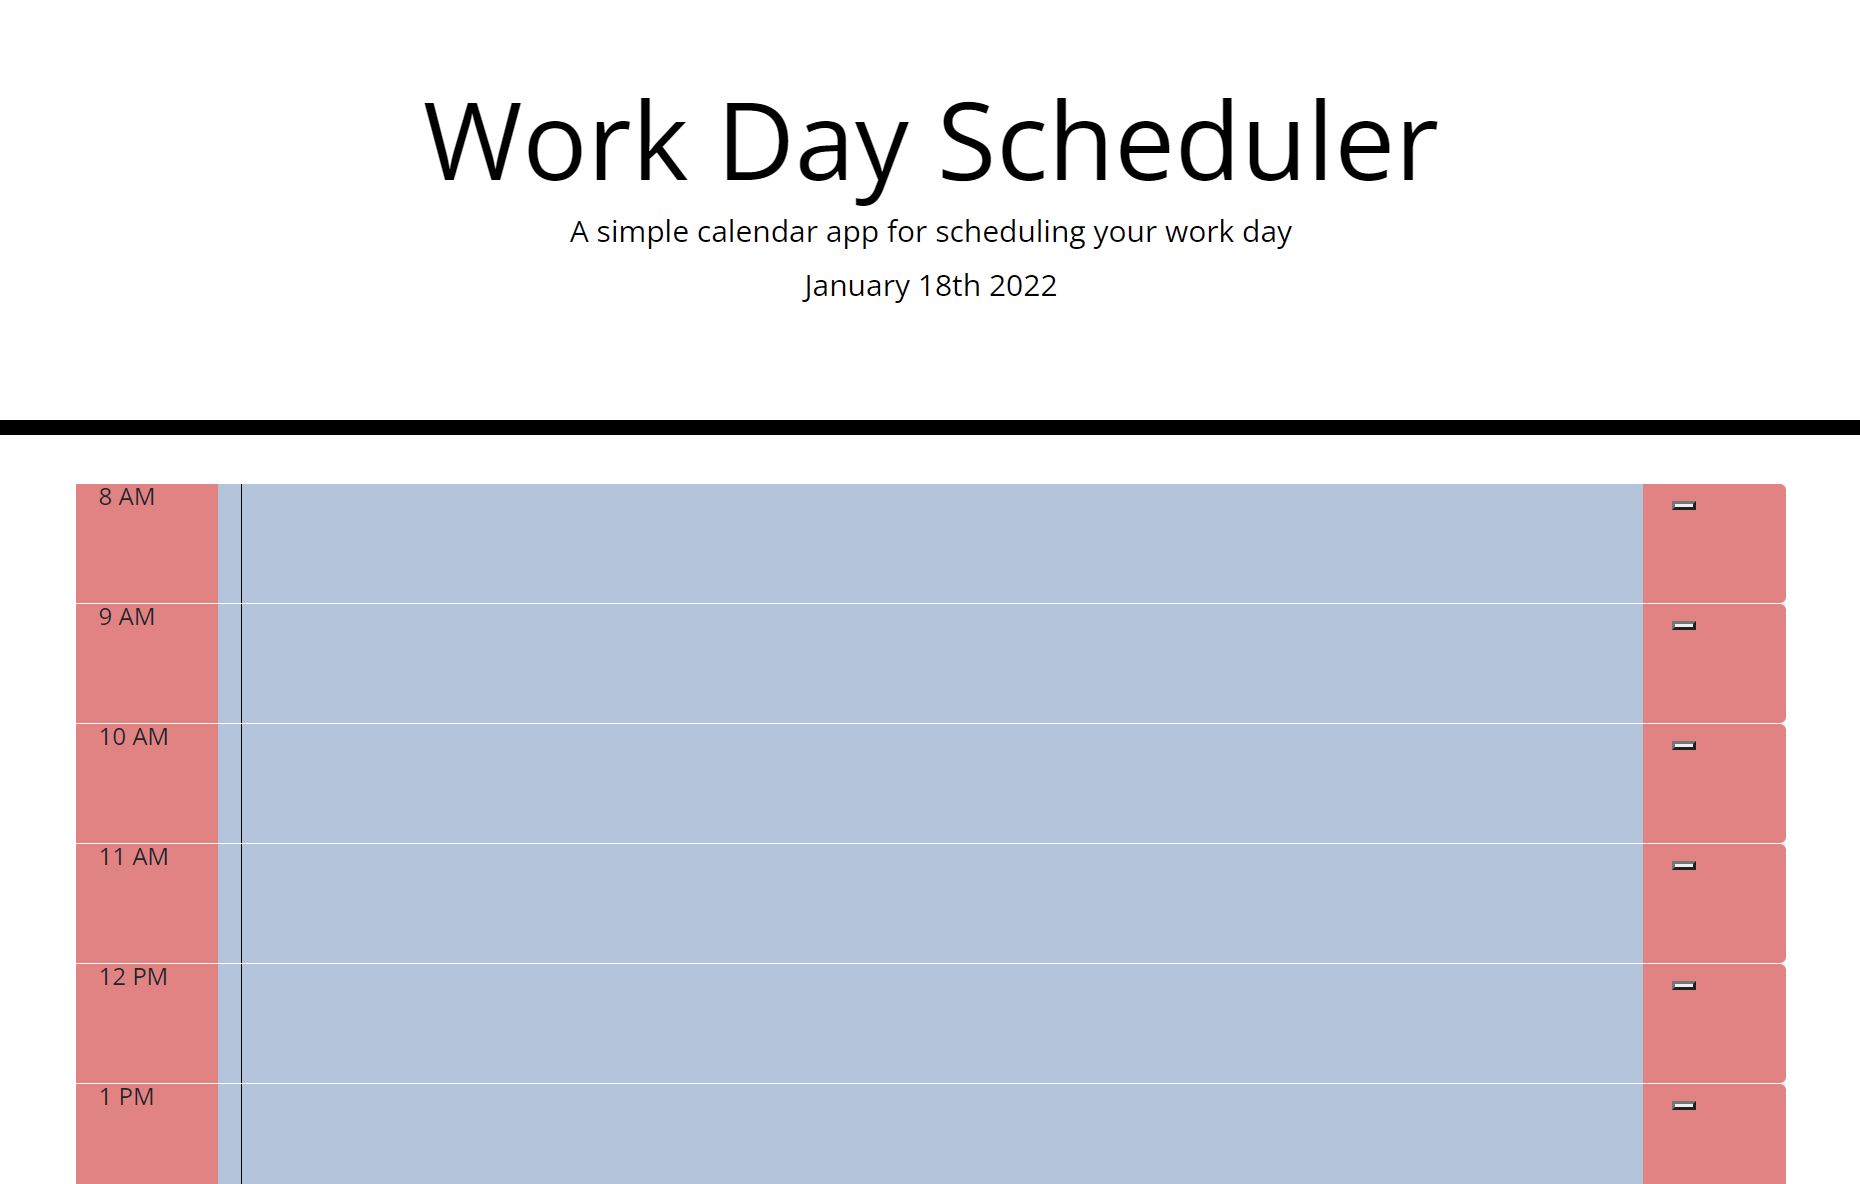 Work Day Scheduler
A simple calendar app for scheduling your work day
January 18th 2022
8 AM
9 AM
10 AM
11 AM
12 PM
1 PM